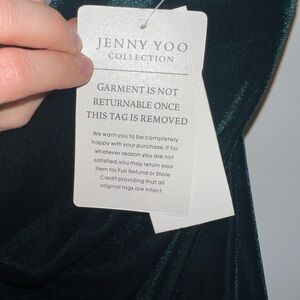 JENNY YOO
COLLECTION
GARMENT IS NOT
RETURNABLE ONCE
THIS TAG IS REMOVED
We want you to be completely
happy with your purchase. If for
whatever reason you are not
satisfied, you may return your
item for Full Refund or Store
Credit providing that all
original tags are intact.